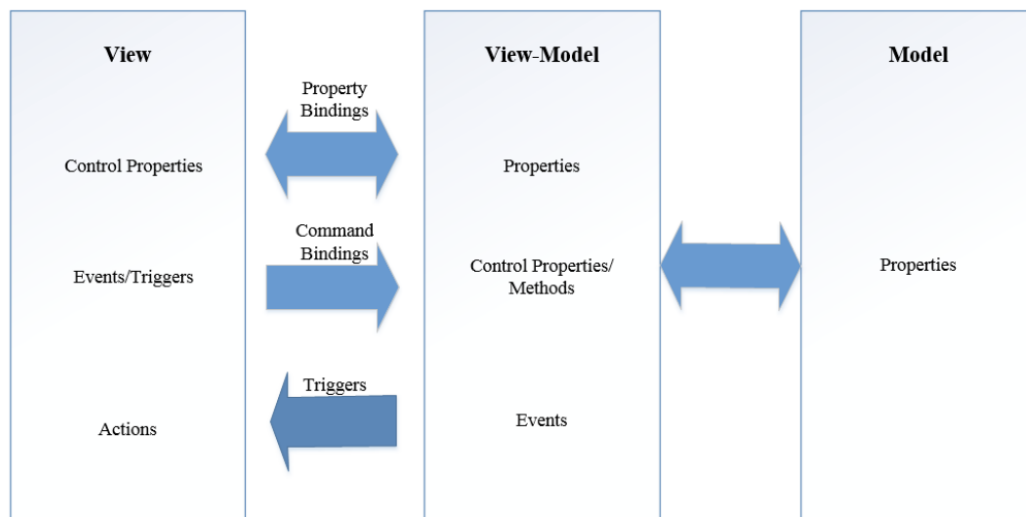 View
View-Model
Model
Property
Bindings
Control Properties
Properties
Command
Bindings
Events/Triggers
Control Properties/
Methods
Properties
Triggers
Actions
Events